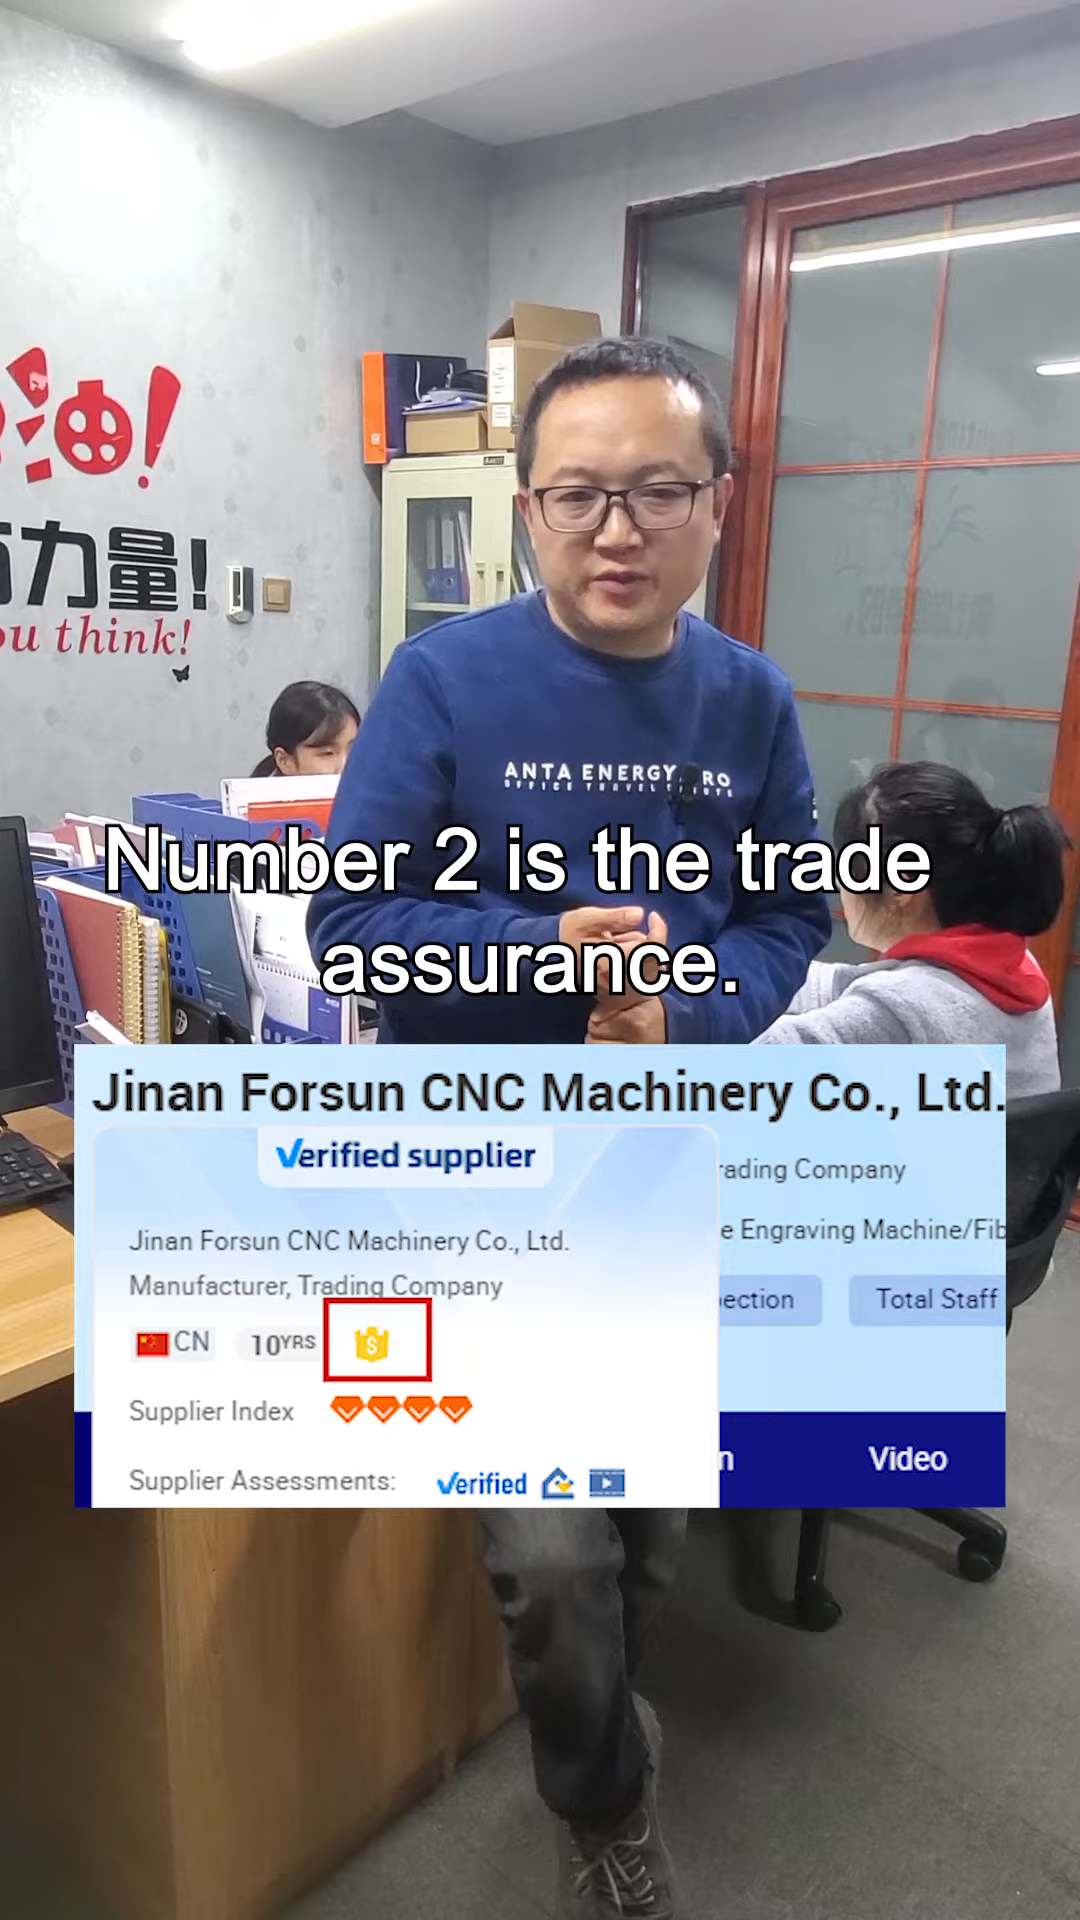 油!
力量!
ou think!
ANTA ENERGY PRO
Number 2 is the trade
assurance.
Jinan Forsun CNC Machinery Co., Ltd.
Verified supplier
rading Company
Jinan Forsun CNC Machinery Co., Ltd.
e Engraving Machine/Fib
Manufacturer, Trading Company
CN 10YRS
ection
Total Staff
Supplier Index
Video
Supplier Assessments: Verified